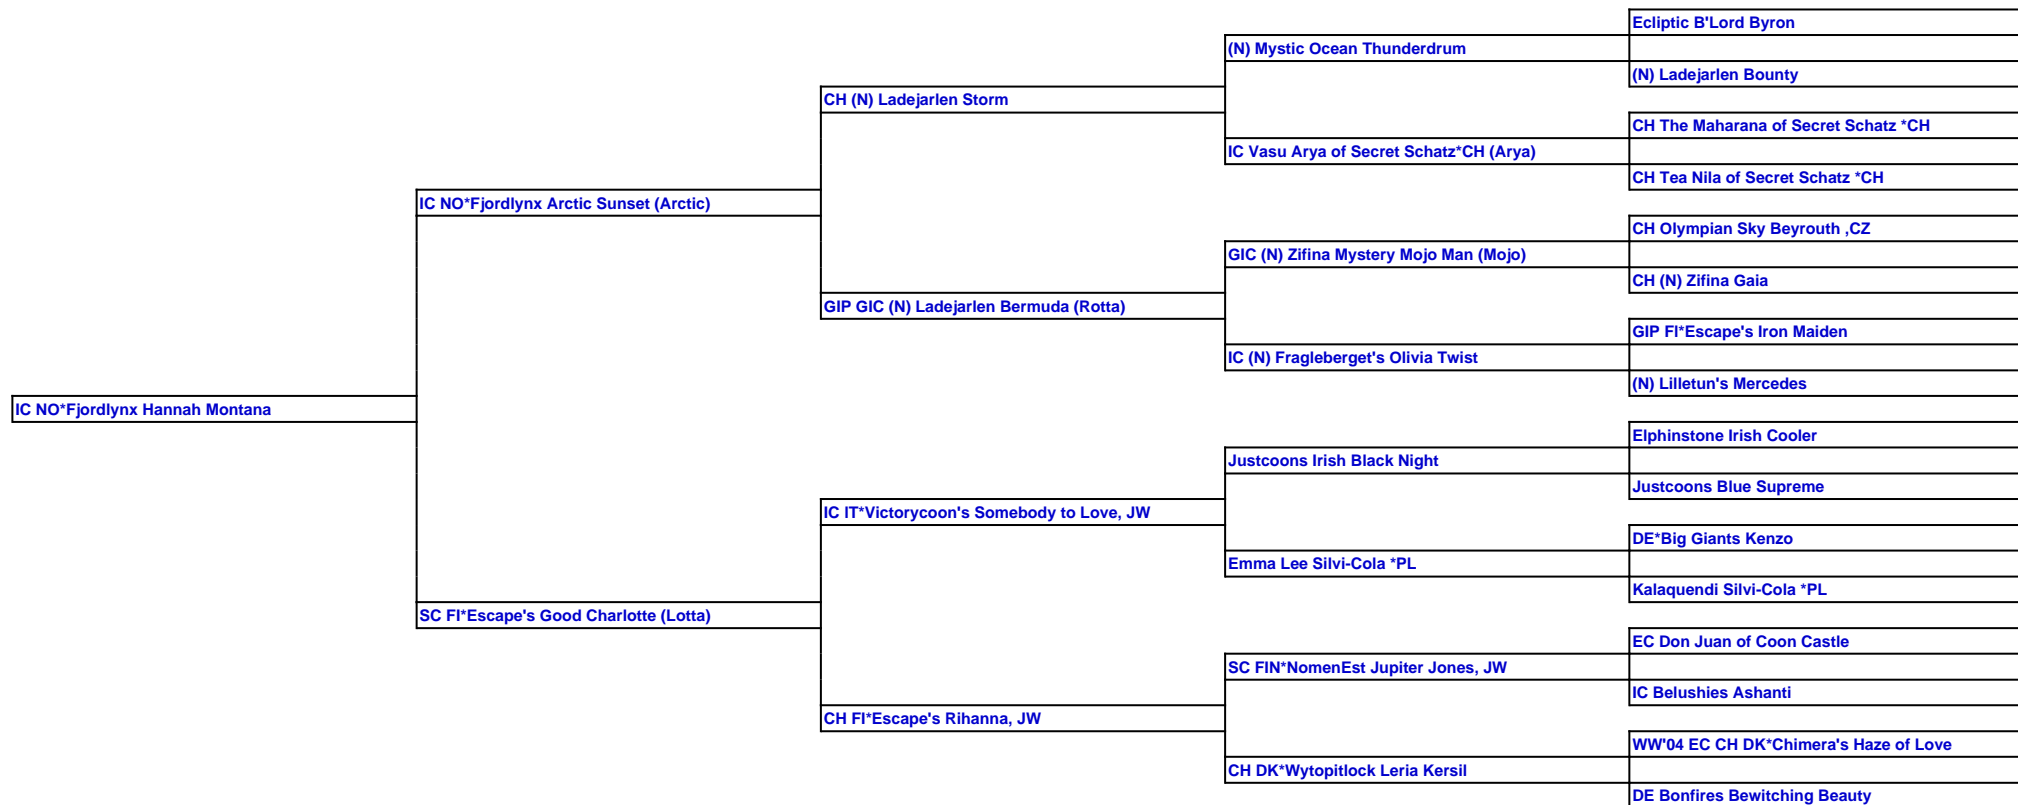 Ecliptic B'Lord Byron
(N) Mystic Ocean Thunderdrum
(N) Ladejarlen Bounty
CH (N) Ladejarlen Storm
CH The Maharana of Secret Schatz *CH
IC Vasu Arya of Secret Schatz*CH (Arya)
CH Tea Nila of Secret Schatz *CH
IC NO*Fjordlynx Arctic Sunset (Arctic)
CH Olympian Sky Beyrouth ,CZ
GIC (N) Zifina Mystery Mojo Man (Mojo)
CH (N) Zifina Gaia
GIP GIC (N) Ladejarlen Bermuda (Rotta)
GIP FI*Escape's Iron Maiden
IC (N) Fragleberget's Olivia Twist
(N) Lilletun's Mercedes
IC NO*Fjordlynx Hannah Montana
Elphinstone Irish Cooler
Justcoons Irish Black Night
Justcoons Blue Supreme
IC IT*Victorycoon's Somebody to Love, JW
DE*Big Giants Kenzo
Emma Lee Silvi-Cola *PL
Kalaquendi Silvi-Cola *PL
SC FI*Escape's Good Charlotte (Lotta)
EC Don Juan of Coon Castle
SC FIN*NomenEst Jupiter Jones, JW
IC Belushies Ashanti
CH FI*Escape's Rihanna, JW
WW'04 EC CH DK*Chimera's Haze of Love
CH DK*Wytopitlock Leria Kersil
DE Bonfires Bewitching Beauty